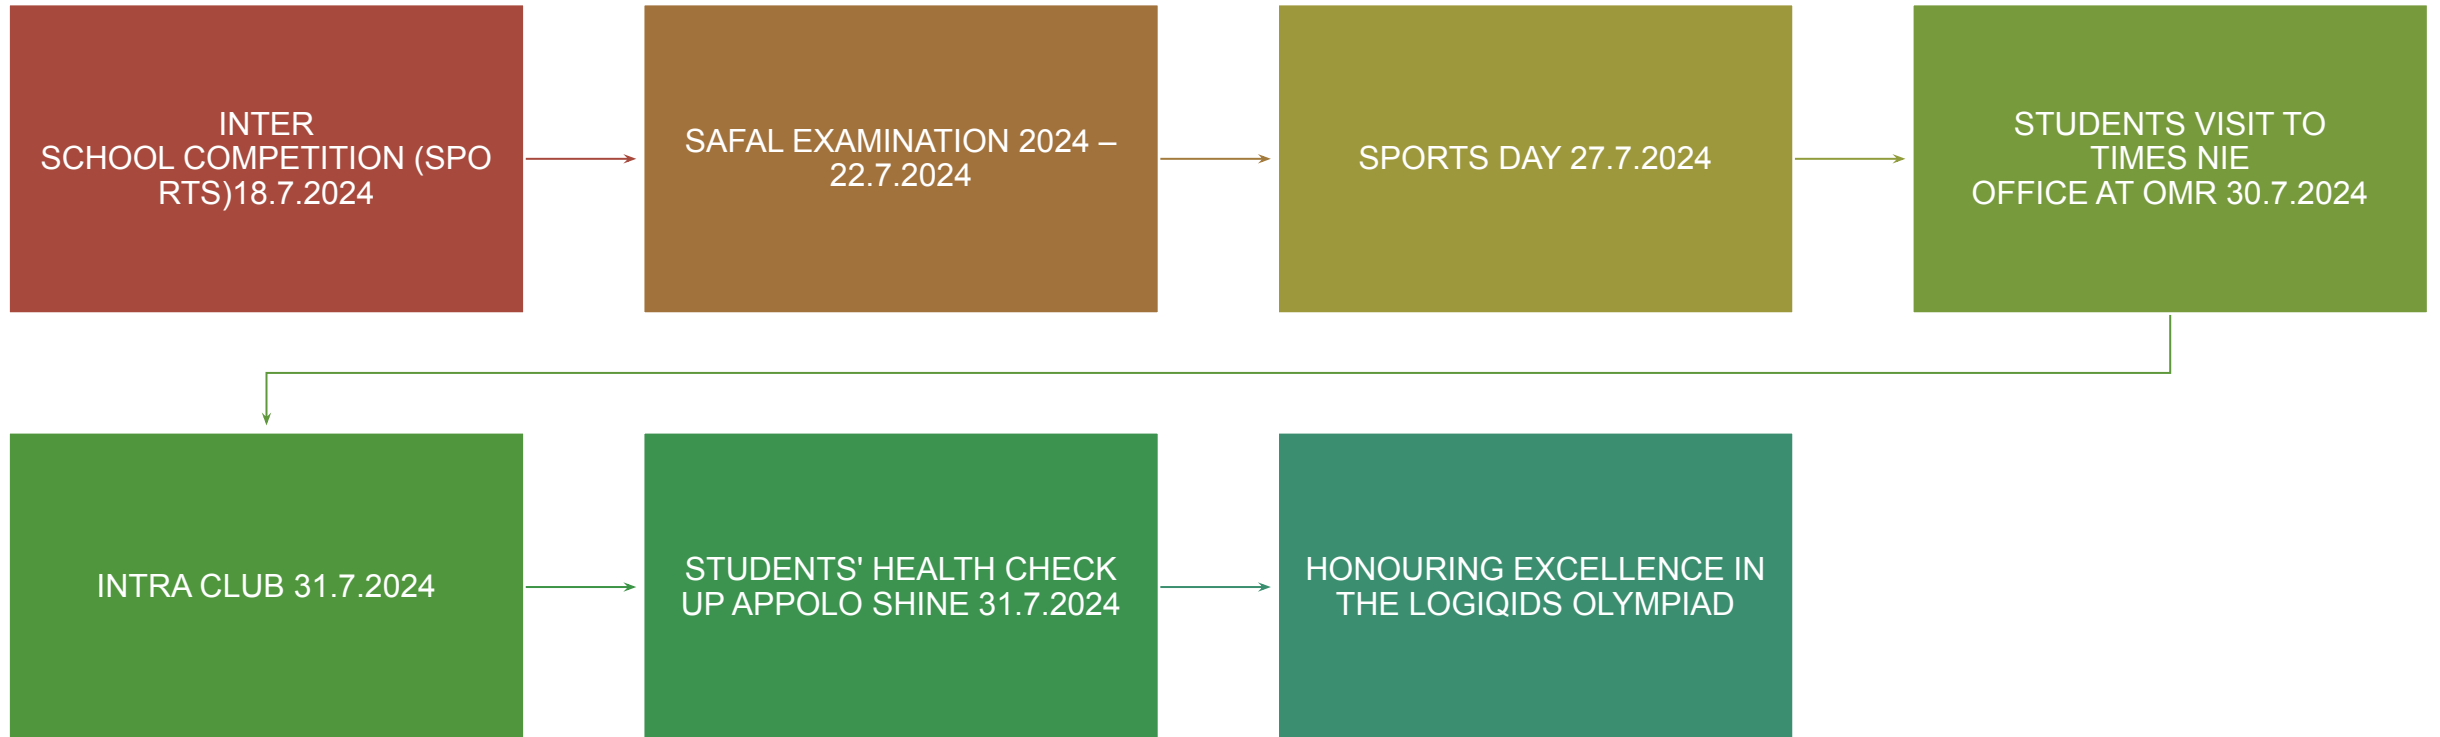 INTER
SCHOOL COMPETITION (SPO
RTS)18.7.2024
SAFAL EXAMINATION 2024 –
22.7.2024
SPORTS DAY 27.7.2024
STUDENTS VISIT TO
TIMES NIE
OFFICE AT OMR 30.7.2024
INTRA CLUB 31.7.2024
STUDENTS' HEALTH CHECK
UP APPOLO SHINE 31.7.2024
HONOURING EXCELLENCE IN
THE LOGIQIDS OLYMPIAD